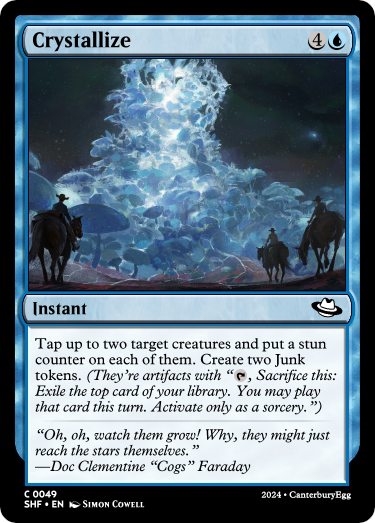 Crystallize 4
Instant
Tap up to two target creatures and put a stun
counter on each of them. Create two Junk
tokens. (They're artifacts with “, Sacrifice this:
Exile the top card of your library. You may play
that card this turn. Activate only as a sorcery.”)
“Oh, oh, watch them grow! Why, they might just
reach the stars themselves.”
—Doc Clementine “Cogs” Faraday
C 0049
SHF • EN SIMON COWELL
2024 • CanterburyEgg